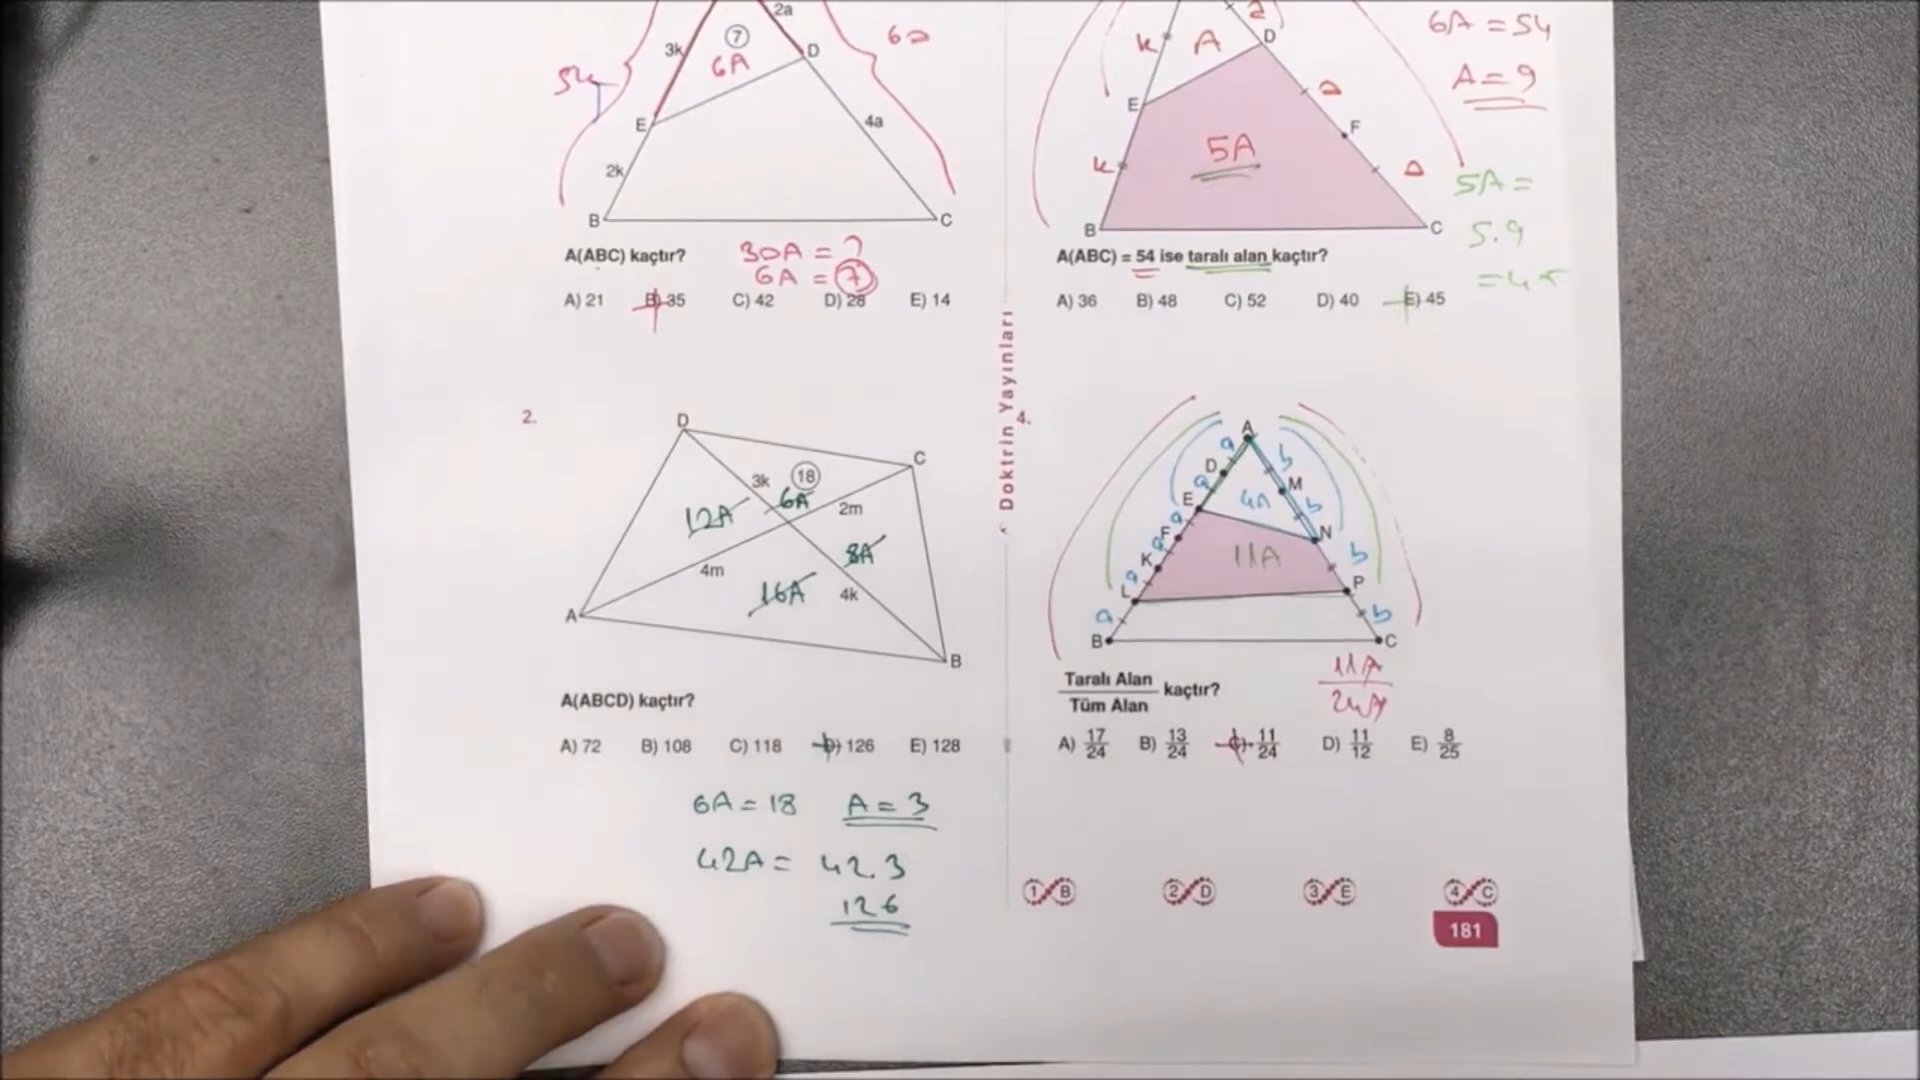 2a
3k
7
6A
D
6a
5k
E
4a
2k
B
C
A(ABC) kaçtır?
30A = ?
6A = 7
A) 21 B) 35 C) 42 D) 28 E) 14
2
k
A
D
6A = 54
A = 9
E
a
F
5A
k
a
5A =
B
C
5.9
= 45
A(ABC) = 54 ise taralı alan kaçtır?
A) 36 B) 48 C) 52 D) 40 E) 45
Doktrin Yayınları
2.
D
C
3k
18
12A
6A
2m
8A
4m
16A
4k
A
B
A(ABCD) kaçtır?
A) 72 B) 108 C) 118 D) 126 E) 128
6A = 18 A = 3
42A = 42.3
126
4.
A
a
b
D
a
M
E
4A
b
a
F
N
a
K
11A
b
a
L
P
a
b
B
C
Taralı Alan
Tüm Alan
kaçtır?
11A
24A
A) 17/24 B) 13/24 C) 11/24 D) 11/12 E) 8/25
1 B 2 D 3 E 4 C
181